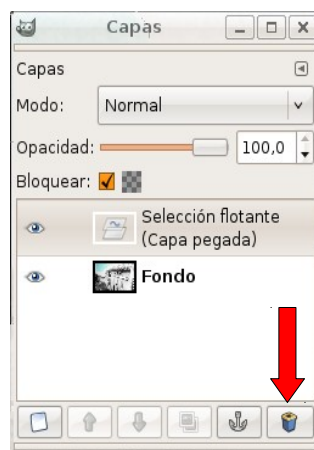 Capas
Capas
Modo: Normal
Opacidad: 100,0
Bloquear:
Selección flotante
(Capa pegada)
Fondo